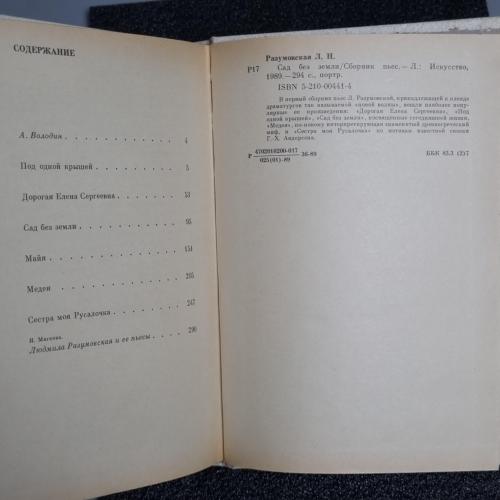 СОДЕРЖАНИЕ
А. Володин . . . . . . . . . . . 4
Под одной крышей . . . . . . . . . 5
Дорогая Елена Сергеевна . . . . . . 53
Сад без земли . . . . . . . . . . 95
Майя . . . . . . . . . . . . 154
Медея . . . . . . . . . . . 205
Сестра моя Русалочка . . . . . . . 247
И. Мягкова.
Людмила Разумовская и ее пьесы . . . . 290
Разумовская Л. Н.
Р17 Сад без земли/Сборник пьес.— Л.: Искусство,
1989.—294 с., портр.
ISBN 5-210-00441-4
В первый сборник пьес Л. Разумовской, принадлежащей к плеяде
драматургов так называемой «новой волны», вошли наиболее попу-
лярные ее произведения: «Дорогая Елена Сергеевна», «Под
одной крышей», «Сад без земли», посвященные сегодняшней жизни,
«Медея», по-новому интерпретирующая знаменитый древнегреческий
миф, и «Сестра моя Русалочка» по мотивам известной сказки
Г.-Х. Андерсена.
Р 4702010200-017 36-89 ББК 85.3 (2)7
025(01)-89